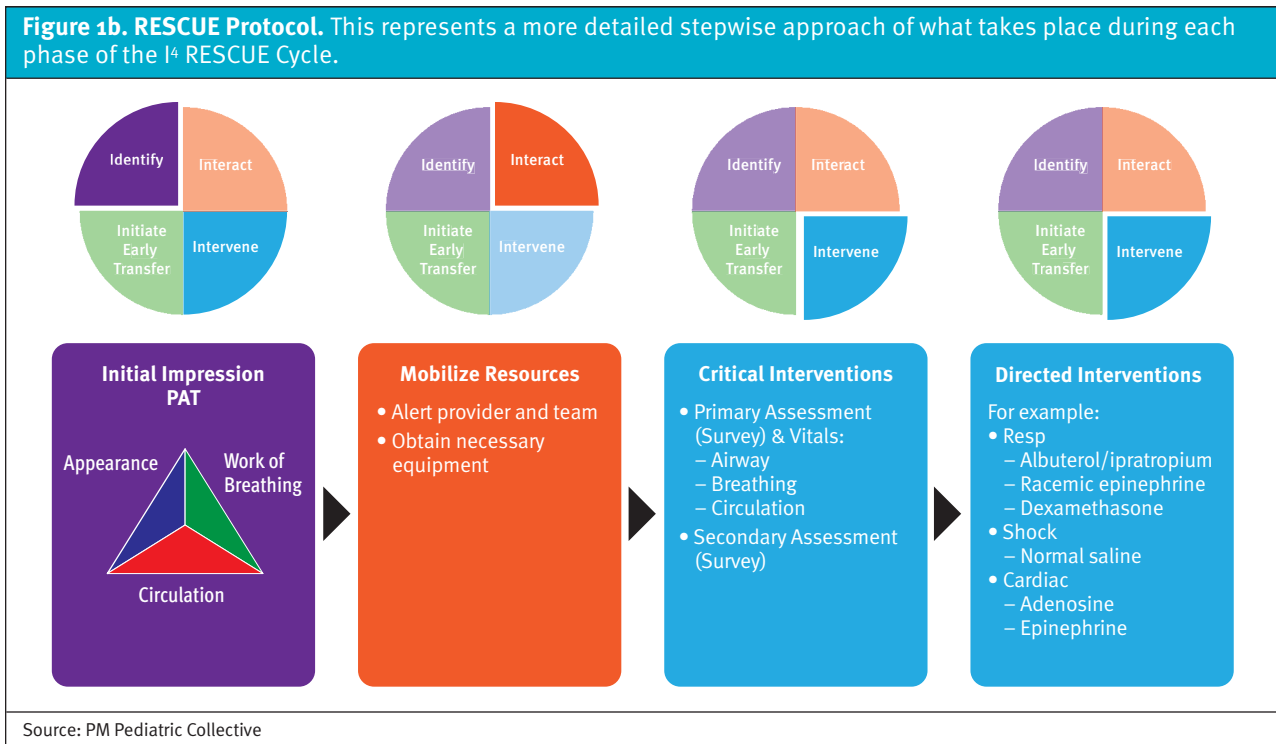 Figure 1b. RESCUE Protocol. This represents a more detailed stepwise approach of what takes place during each
phase of the I⁴ RESCUE Cycle.
Identify
Interact
Initiate
Early
Transfer
Intervene
Identify
Interact
Initiate
Early
Transfer
Intervene
Identify
Interact
Initiate
Early
Transfer
Intervene
Identify
Interact
Initiate
Early
Transfer
Intervene
Initial Impression
PAT
Appearance
Work of
Breathing
Circulation
Mobilize Resources
• Alert provider and team
• Obtain necessary
equipment
Critical Interventions
• Primary Assessment
(Survey) & Vitals:
– Airway
– Breathing
– Circulation
• Secondary Assessment
(Survey)
Directed Interventions
For example:
• Resp
– Albuterol/ipratropium
– Racemic epinephrine
– Dexamethasone
• Shock
– Normal saline
• Cardiac
– Adenosine
– Epinephrine
Source: PM Pediatric Collective